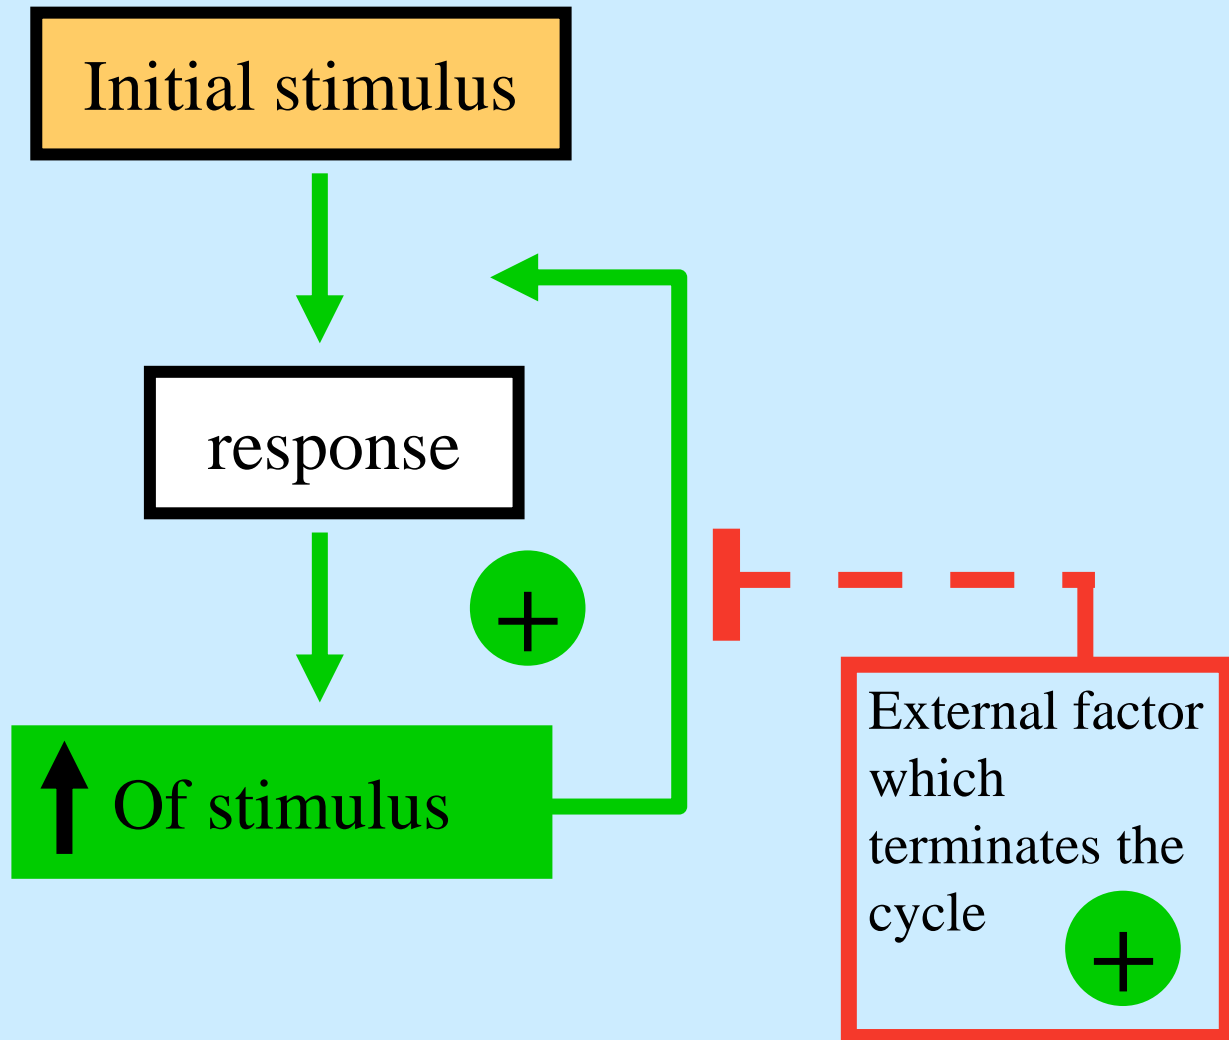 Initial stimulus
response
+
Of stimulus
External factor
which
terminates the
cycle
+